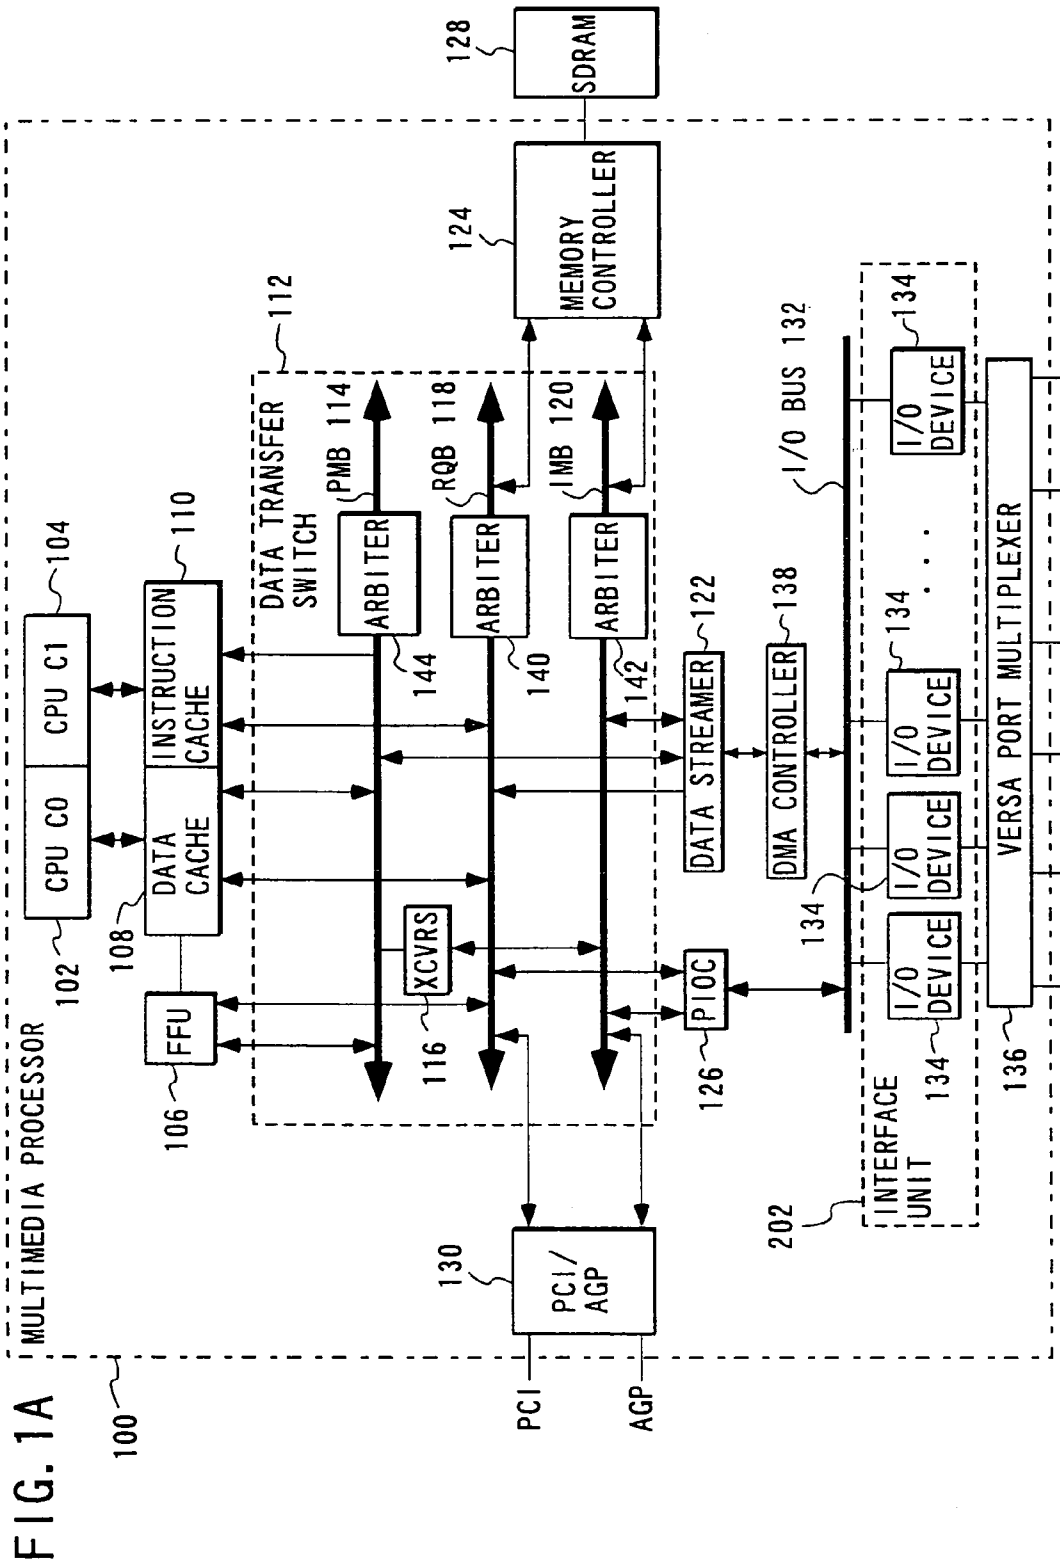 FIG. 1A
100
MULTIMEDIA PROCESSOR
102
CPU C0
CPU C1
104
106
FFU
108
DATA
CACHE
INSTRUCTION
CACHE
110
DATA TRANSFER
SWITCH
112
144
ARBITER
PMB 114
116
XCVRS
140
ARBITER
RQB 118
142
ARBITER
IMB 120
PCI
AGP
130
PCI/
AGP
124
MEMORY
CONTROLLER
128
SDRAM
126
PIOC
DATA STREAMER
122
DMA CONTROLLER
138
I/O BUS 132
202
INTERFACE
UNIT
134
I/O
DEVICE
134
I/O
DEVICE
134
I/O
DEVICE
. . . .
134
I/O
DEVICE
136
VERSA PORT MULTIPLEXER